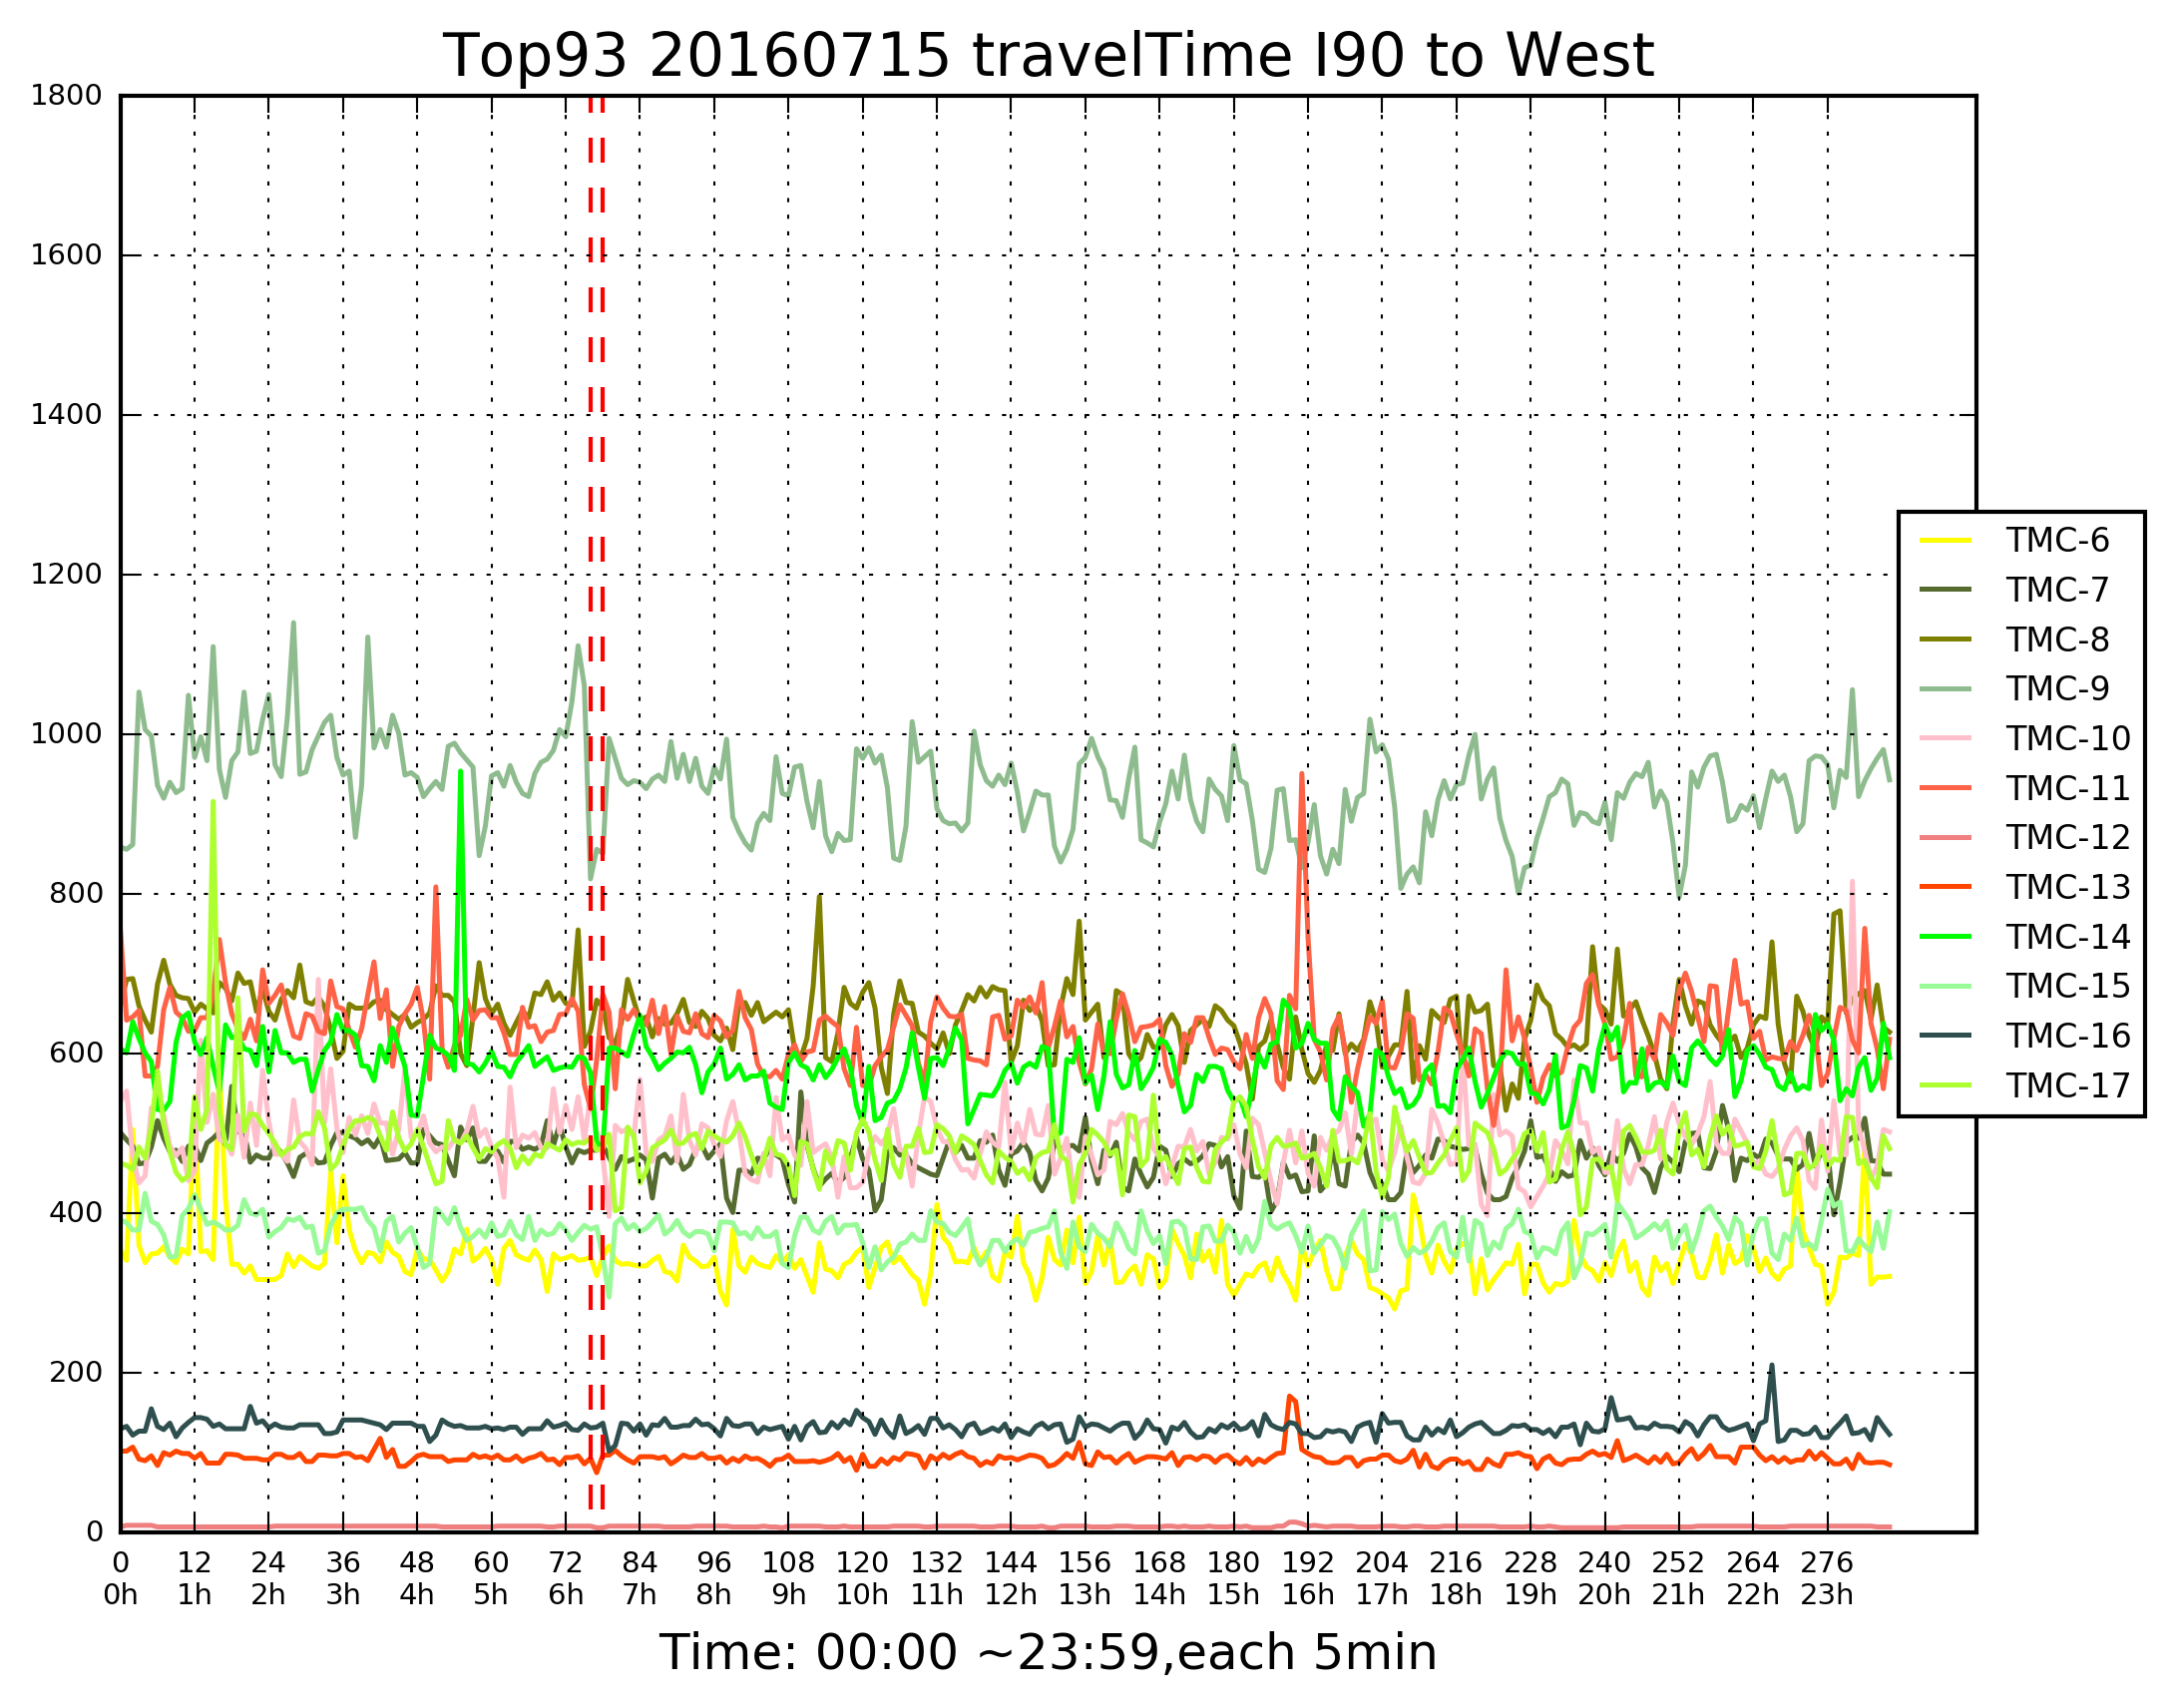 Top93 20160715 travelTime I90 to West
1800
1600
1400
1200
1000
800
600
400
200
0
TMC-6
TMC-7
TMC-8
TMC-9
TMC-10
TMC-11
TMC-12
TMC-13
TMC-14
TMC-15
TMC-16
TMC-17
0 12 24 36 48 60 72 84 96 108 120 132 144 156 168 180 192 204 216 228 240 252 264 276
0h 1h 2h 3h 4h 5h 6h 7h 8h 9h 10h 11h 12h 13h 14h 15h 16h 17h 18h 19h 20h 21h 22h 23h
Time: 00:00 ~23:59,each 5min